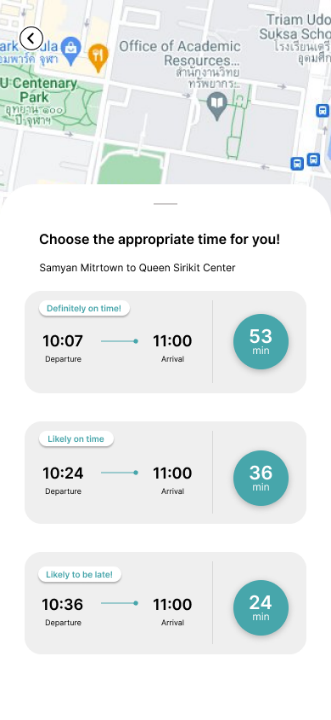 Triam Udo
Suksa Schoo
โรงเรียนเตรี
อุดมศึก
ark
ula
อมพาร์ค จุฬา
Office of Academic
Resources...
สำนักงานวิทย
ทรัพยากร...
U Centenary
Park
อุทยาน ๑๐๐
ปี จุฬาฯ
Choose the appropriate time for you!
Samyan Mitrtown to Queen Sirikit Center
Definitely on time!
10:07 11:00 53
Departure Arrival min
Likely on time
10:24 11:00 36
Departure Arrival min
Likely to be late!
10:36 11:00 24
Departure Arrival min